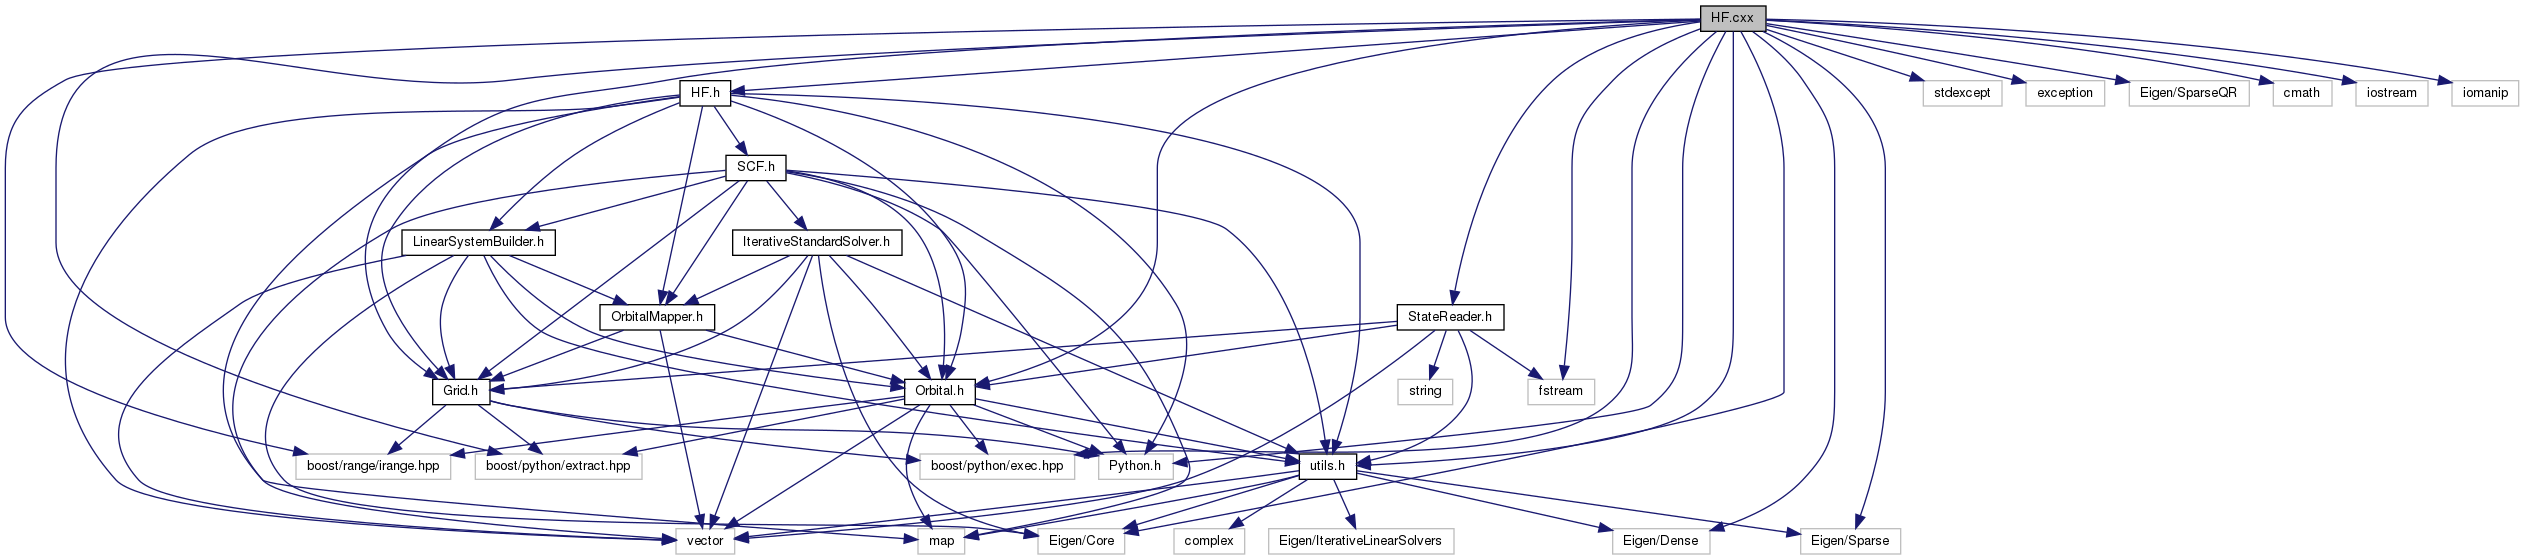 HF.cxx
HF.h
stdexcept
exception
Eigen/SparseQR
cmath
iostream
iomanip
SCF.h
LinearSystemBuilder.h
IterativeStandardSolver.h
OrbitalMapper.h
StateReader.h
Grid.h
Orbital.h
string
fstream
boost/range/irange.hpp
boost/python/extract.hpp
boost/python/exec.hpp
Python.h
utils.h
vector
map
Eigen/Core
complex
Eigen/IterativeLinearSolvers
Eigen/Dense
Eigen/Sparse